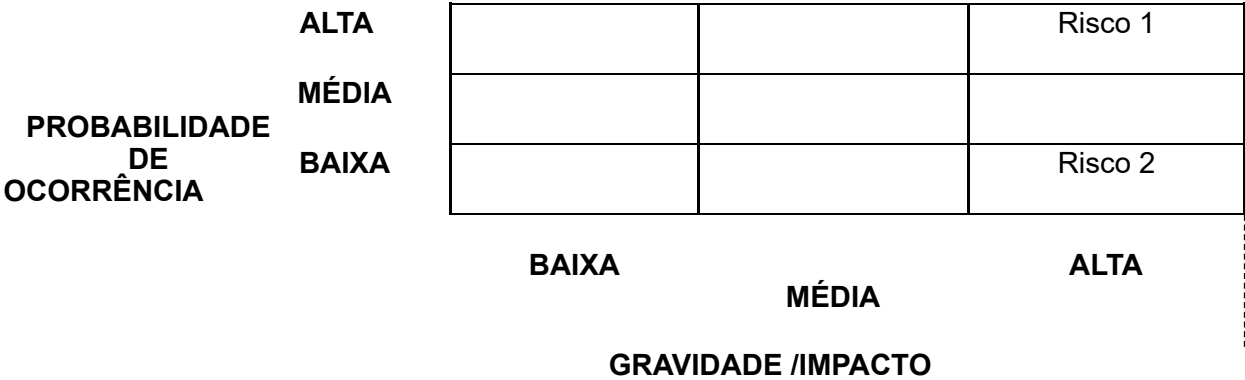 ALTA
Risco 1
MÉDIA
PROBABILIDADE
DE
OCORRÊNCIA
BAIXA
Risco 2
BAIXA
MÉDIA
ALTA
GRAVIDADE /IMPACTO